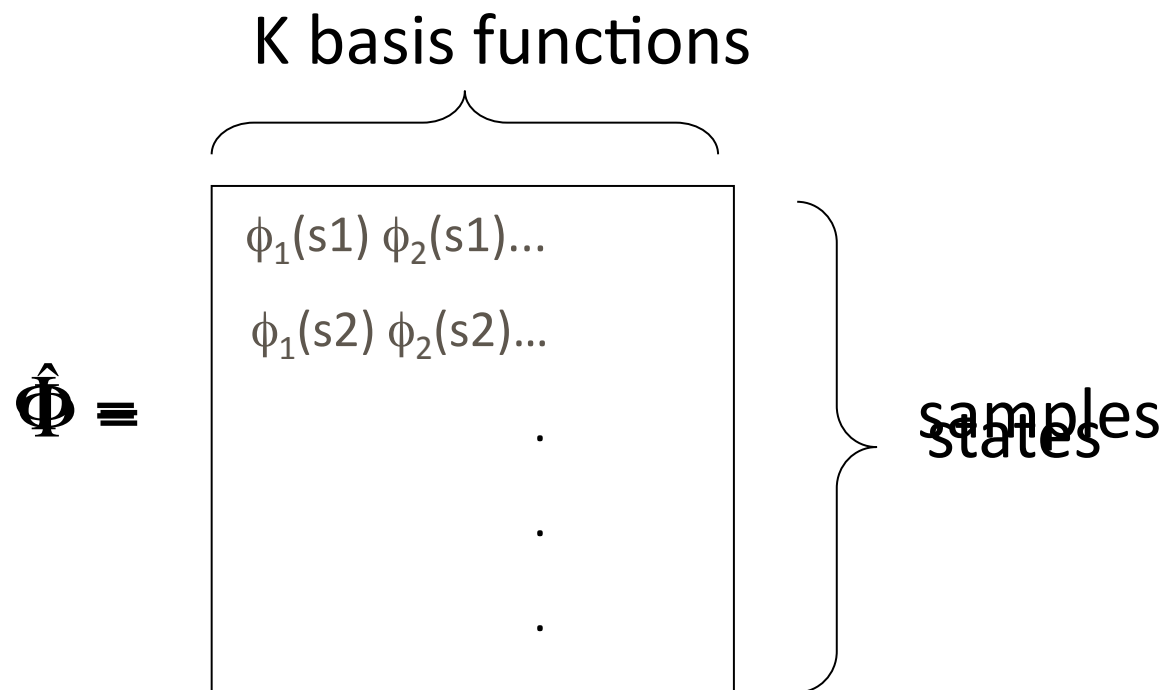 K basis functions
ϕ₁(s1) ϕ₂(s1)...
ϕ₁(s2) ϕ₂(s2)...
Φ̂ =
samples
states
.
.
.